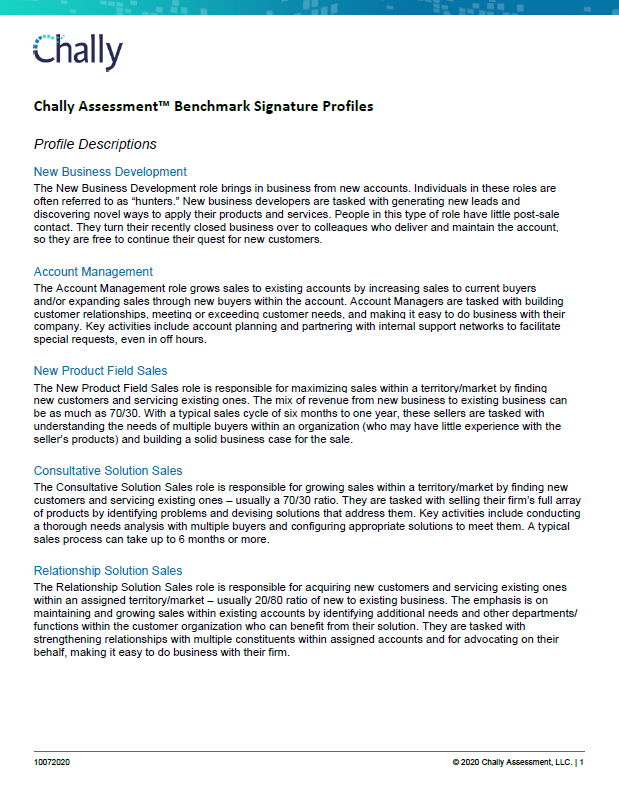 Chally
Chally Assessment™ Benchmark Signature Profiles
Profile Descriptions
New Business Development
The New Business Development role brings in business from new accounts. Individuals in these roles are
often referred to as “hunters.” New business developers are tasked with generating new leads and
discovering novel ways to apply their products and services. People in this type of role have little post-sale
contact. They turn their recently closed business over to colleagues who deliver and maintain the account,
so they are free to continue their quest for new customers.
Account Management
The Account Management role grows sales to existing accounts by increasing sales to current buyers
and/or expanding sales through new buyers within the account. Account Managers are tasked with building
customer relationships, meeting or exceeding customer needs, and making it easy to do business with their
company. Key activities include account planning and partnering with internal support networks to facilitate
special requests, even in off hours.
New Product Field Sales
The New Product Field Sales role is responsible for maximizing sales within a territory/market by finding
new customers and servicing existing ones. The mix of revenue from new business to existing business can
be as much as 70/30. With a typical sales cycle of six months to one year, these sellers are tasked with
understanding the needs of multiple buyers within an organization (who may have little experience with the
seller’s products) and building a solid business case for the sale.
Consultative Solution Sales
The Consultative Solution Sales role is responsible for growing sales within a territory/market by finding new
customers and servicing existing ones – usually a 70/30 ratio. They are tasked with selling their firm’s full array
of products by identifying problems and devising solutions that address them. Key activities include conducting
a thorough needs analysis with multiple buyers and configuring appropriate solutions to meet them. A typical
sales process can take up to 6 months or more.
Relationship Solution Sales
The Relationship Solution Sales role is responsible for acquiring new customers and servicing existing ones
within an assigned territory/market – usually 20/80 ratio of new to existing business. The emphasis is on
maintaining and growing sales within existing accounts by identifying additional needs and other departments/
functions within the customer organization who can benefit from their solution. They are tasked with
strengthening relationships with multiple constituents within assigned accounts and for advocating on their
behalf, making it easy to do business with their firm.
10072020 © 2020 Chally Assessment, LLC. | 1